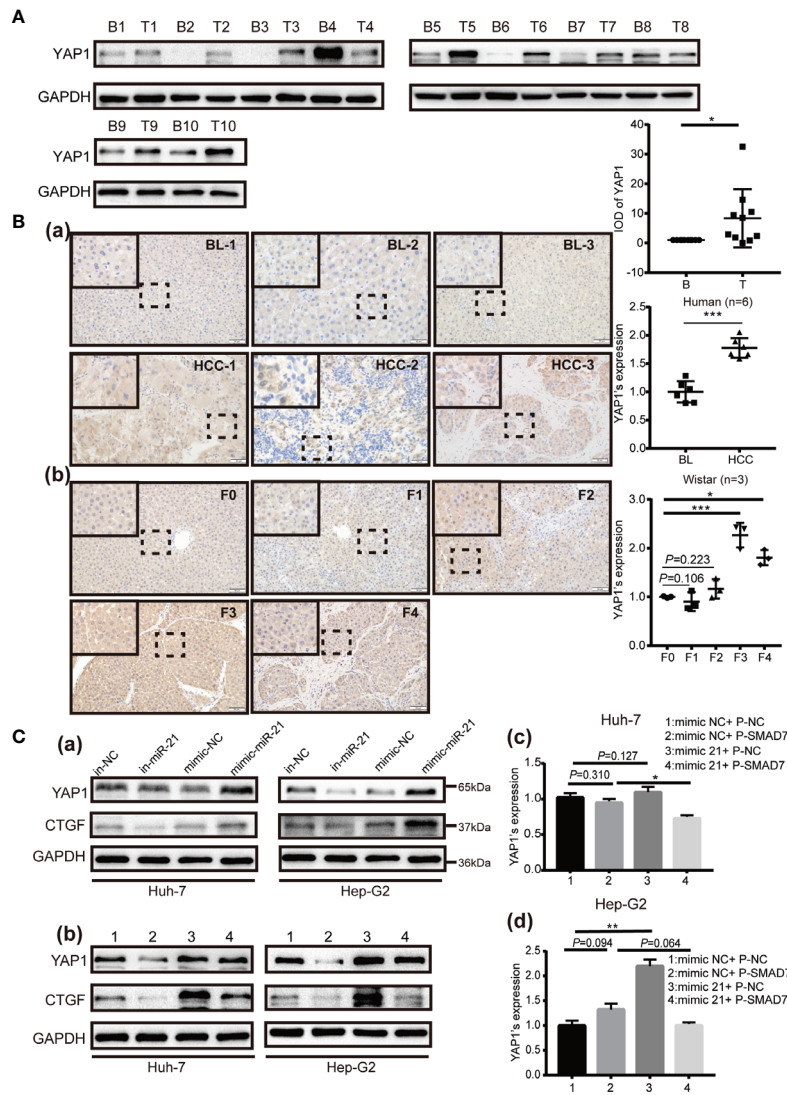 A
B1 T1 B2 T2 B3 T3 B4 T4
YAP1
GAPDH
B5 T5 B6 T6 B7 T7 B8 T8
B9 T9 B10 T10
YAP1
GAPDH
*
IOD of YAP1
40
30
20
10
0
-10
B T
B
(a)
BL-1
BL-2
BL-3
HCC-1
HCC-2
HCC-3
Human (n=6)
***
YAP1's expression
2.5
2.0
1.5
1.0
0.5
0.0
BL HCC
(b)
F0
F1
F2
F3
F4
Wistar (n=3)
*
***
P=0.223
P=0.106
YAP1's expression
3.0
2.0
1.0
0.0
F0 F1 F2 F3 F4
C
(a)
in-NC in-miR-21 mimic-NC mimic-miR-21
in-NC in-miR-21 mimic-NC mimic-miR-21
YAP1
CTGF
GAPDH
65kDa
37kDa
36kDa
Huh-7
Hep-G2
(b)
1 2 3 4
1 2 3 4
YAP1
CTGF
GAPDH
Huh-7
Hep-G2
(c)
Huh-7
1:mimic NC+ P-NC
2:mimic NC+ P-SMAD7
3:mimic 21+ P-NC
4:mimic 21+ P-SMAD7
P=0.127
P=0.310
*
YAP1's expression
1.5
1.0
0.5
0.0
1 2 3 4
(d)
Hep-G2
**
P=0.094
P=0.064
1:mimic NC+ P-NC
2:mimic NC+ P-SMAD7
3:mimic 21+ P-NC
4:mimic 21+ P-SMAD7
YAP1's expression
2.5
2.0
1.5
1.0
0.5
0.0
1 2 3 4